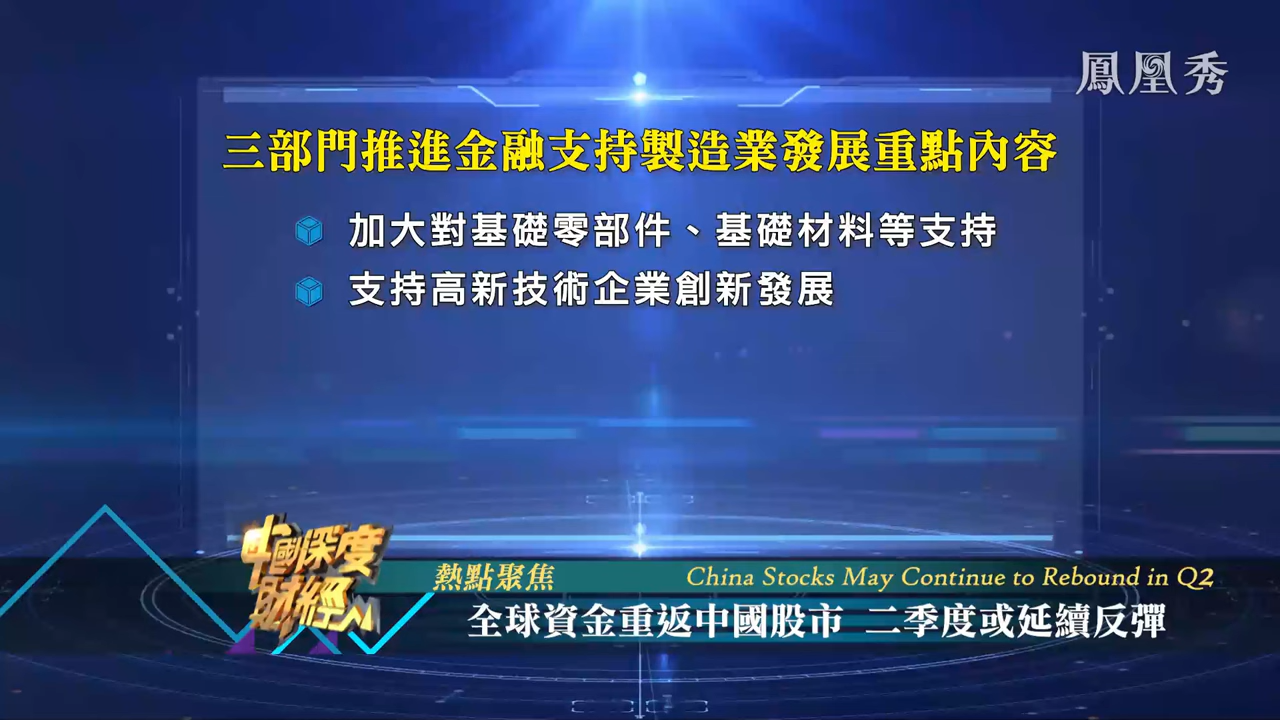 鳳凰秀
三部門推進金融支持製造業發展重點內容
加大對基礎零部件、基礎材料等支持
支持高新技術企業創新發展
中國深度
財經
熱點聚焦
China Stocks May Continue to Rebound in Q2
全球資金重返中國股市 二季度或延續反彈